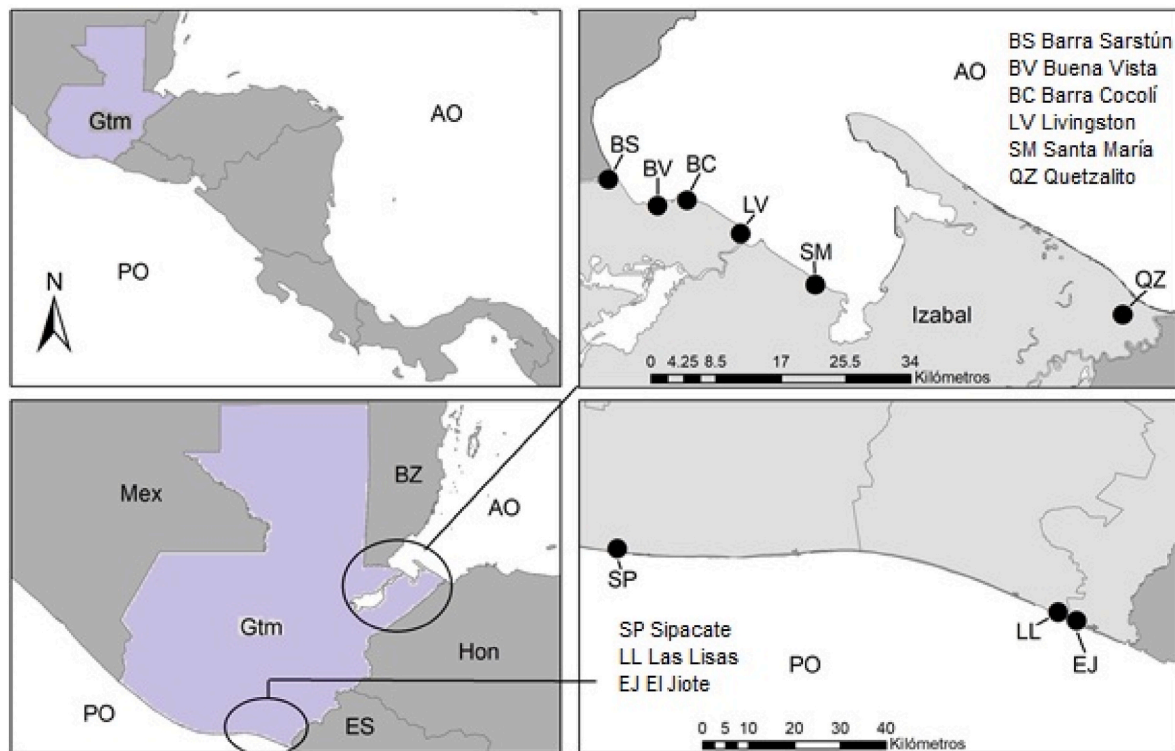 Gtm
AO
PO
N
BS Barra Sarstún
BV Buena Vista
BC Barra Cocolí
LV Livingston
SM Santa María
QZ Quetzalito
AO
BS
BV
BC
LV
SM
QZ
Izabal
0 4.25 8.5 17 25.5 34
Kilómetros
Mex
BZ
AO
Gtm
Hon
PO
ES
SP
LL
EJ
SP Sipacate
LL Las Lisas
EJ El Jiote
PO
0 5 10 20 30 40
Kilómetros